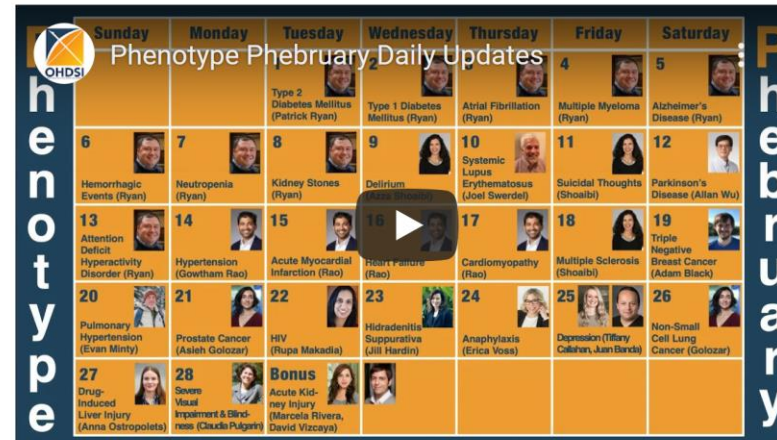 Phenotype Phebruary Daily Updates
OHDSI
Phenotype
Sunday Monday Tuesday Wednesday Thursday Friday Saturday
1
Type 2
Diabetes Mellitus
(Patrick Ryan)
2
Type 1 Diabetes
Mellitus (Ryan)
Atrial Fibrillation
(Ryan)
4
Multiple Myeloma
(Ryan)
5
Alzheimer's
Disease (Ryan)
6
Hemorrhagic
Events (Ryan)
7
Neutropenia
(Ryan)
8
Kidney Stones
(Ryan)
9
Delirium
(Azza Shoaibi)
10
Systemic
Lupus
Erythematosus
(Joel Swerdel)
11
Suicidal Thoughts
(Shoaibi)
12
Parkinson's
Disease (Allan Wu)
13
Attention
Deficit
Hyperactivity
Disorder (Ryan)
14
Hypertension
(Gowtham Rao)
15
Acute Myocardial
Infarction (Rao)
16
Heart Failure
(Rao)
17
Cardiomyopathy
(Rao)
18
Multiple Sclerosis
(Shoaibi)
19
Triple
Negative
Breast Cancer
(Adam Black)
20
Pulmonary
Hypertension
(Evan Minty)
21
Prostate Cancer
(Asieh Golozar)
22
HIV
(Rupa Makadia)
23
Hidradenitis
Suppurativa
(Jill Hardin)
24
Anaphylaxis
(Erica Voss)
25
Depression (Tiffany
Callahan, Juan Banda)
26
Non-Small
Cell Lung
Cancer (Golozar)
27
Drug-
Induced
Liver Injury
(Anna Ostropolets)
28
Severe
Visual
Impairment & Blind-
ness (Claudia Pulgarin)
Bonus
Acute Kid-
ney Injury
(Marcela Rivera,
David Vizcaya)
Phebruary